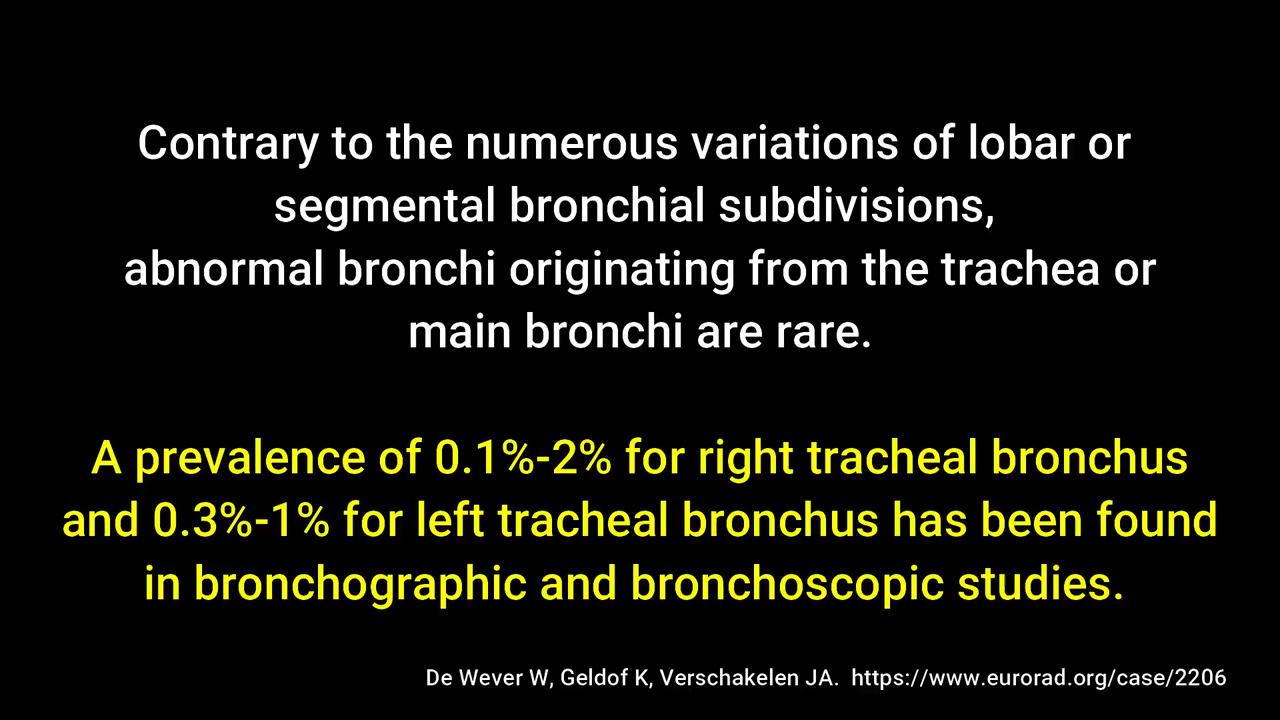 Contrary to the numerous variations of lobar or
segmental bronchial subdivisions,
abnormal bronchi originating from the trachea or
main bronchi are rare.
A prevalence of 0.1%-2% for right tracheal bronchus
and 0.3%-1% for left tracheal bronchus has been found
in bronchographic and bronchoscopic studies.
De Wever W, Geldof K, Verschakelen JA. https://www.eurorad.org/case/2206